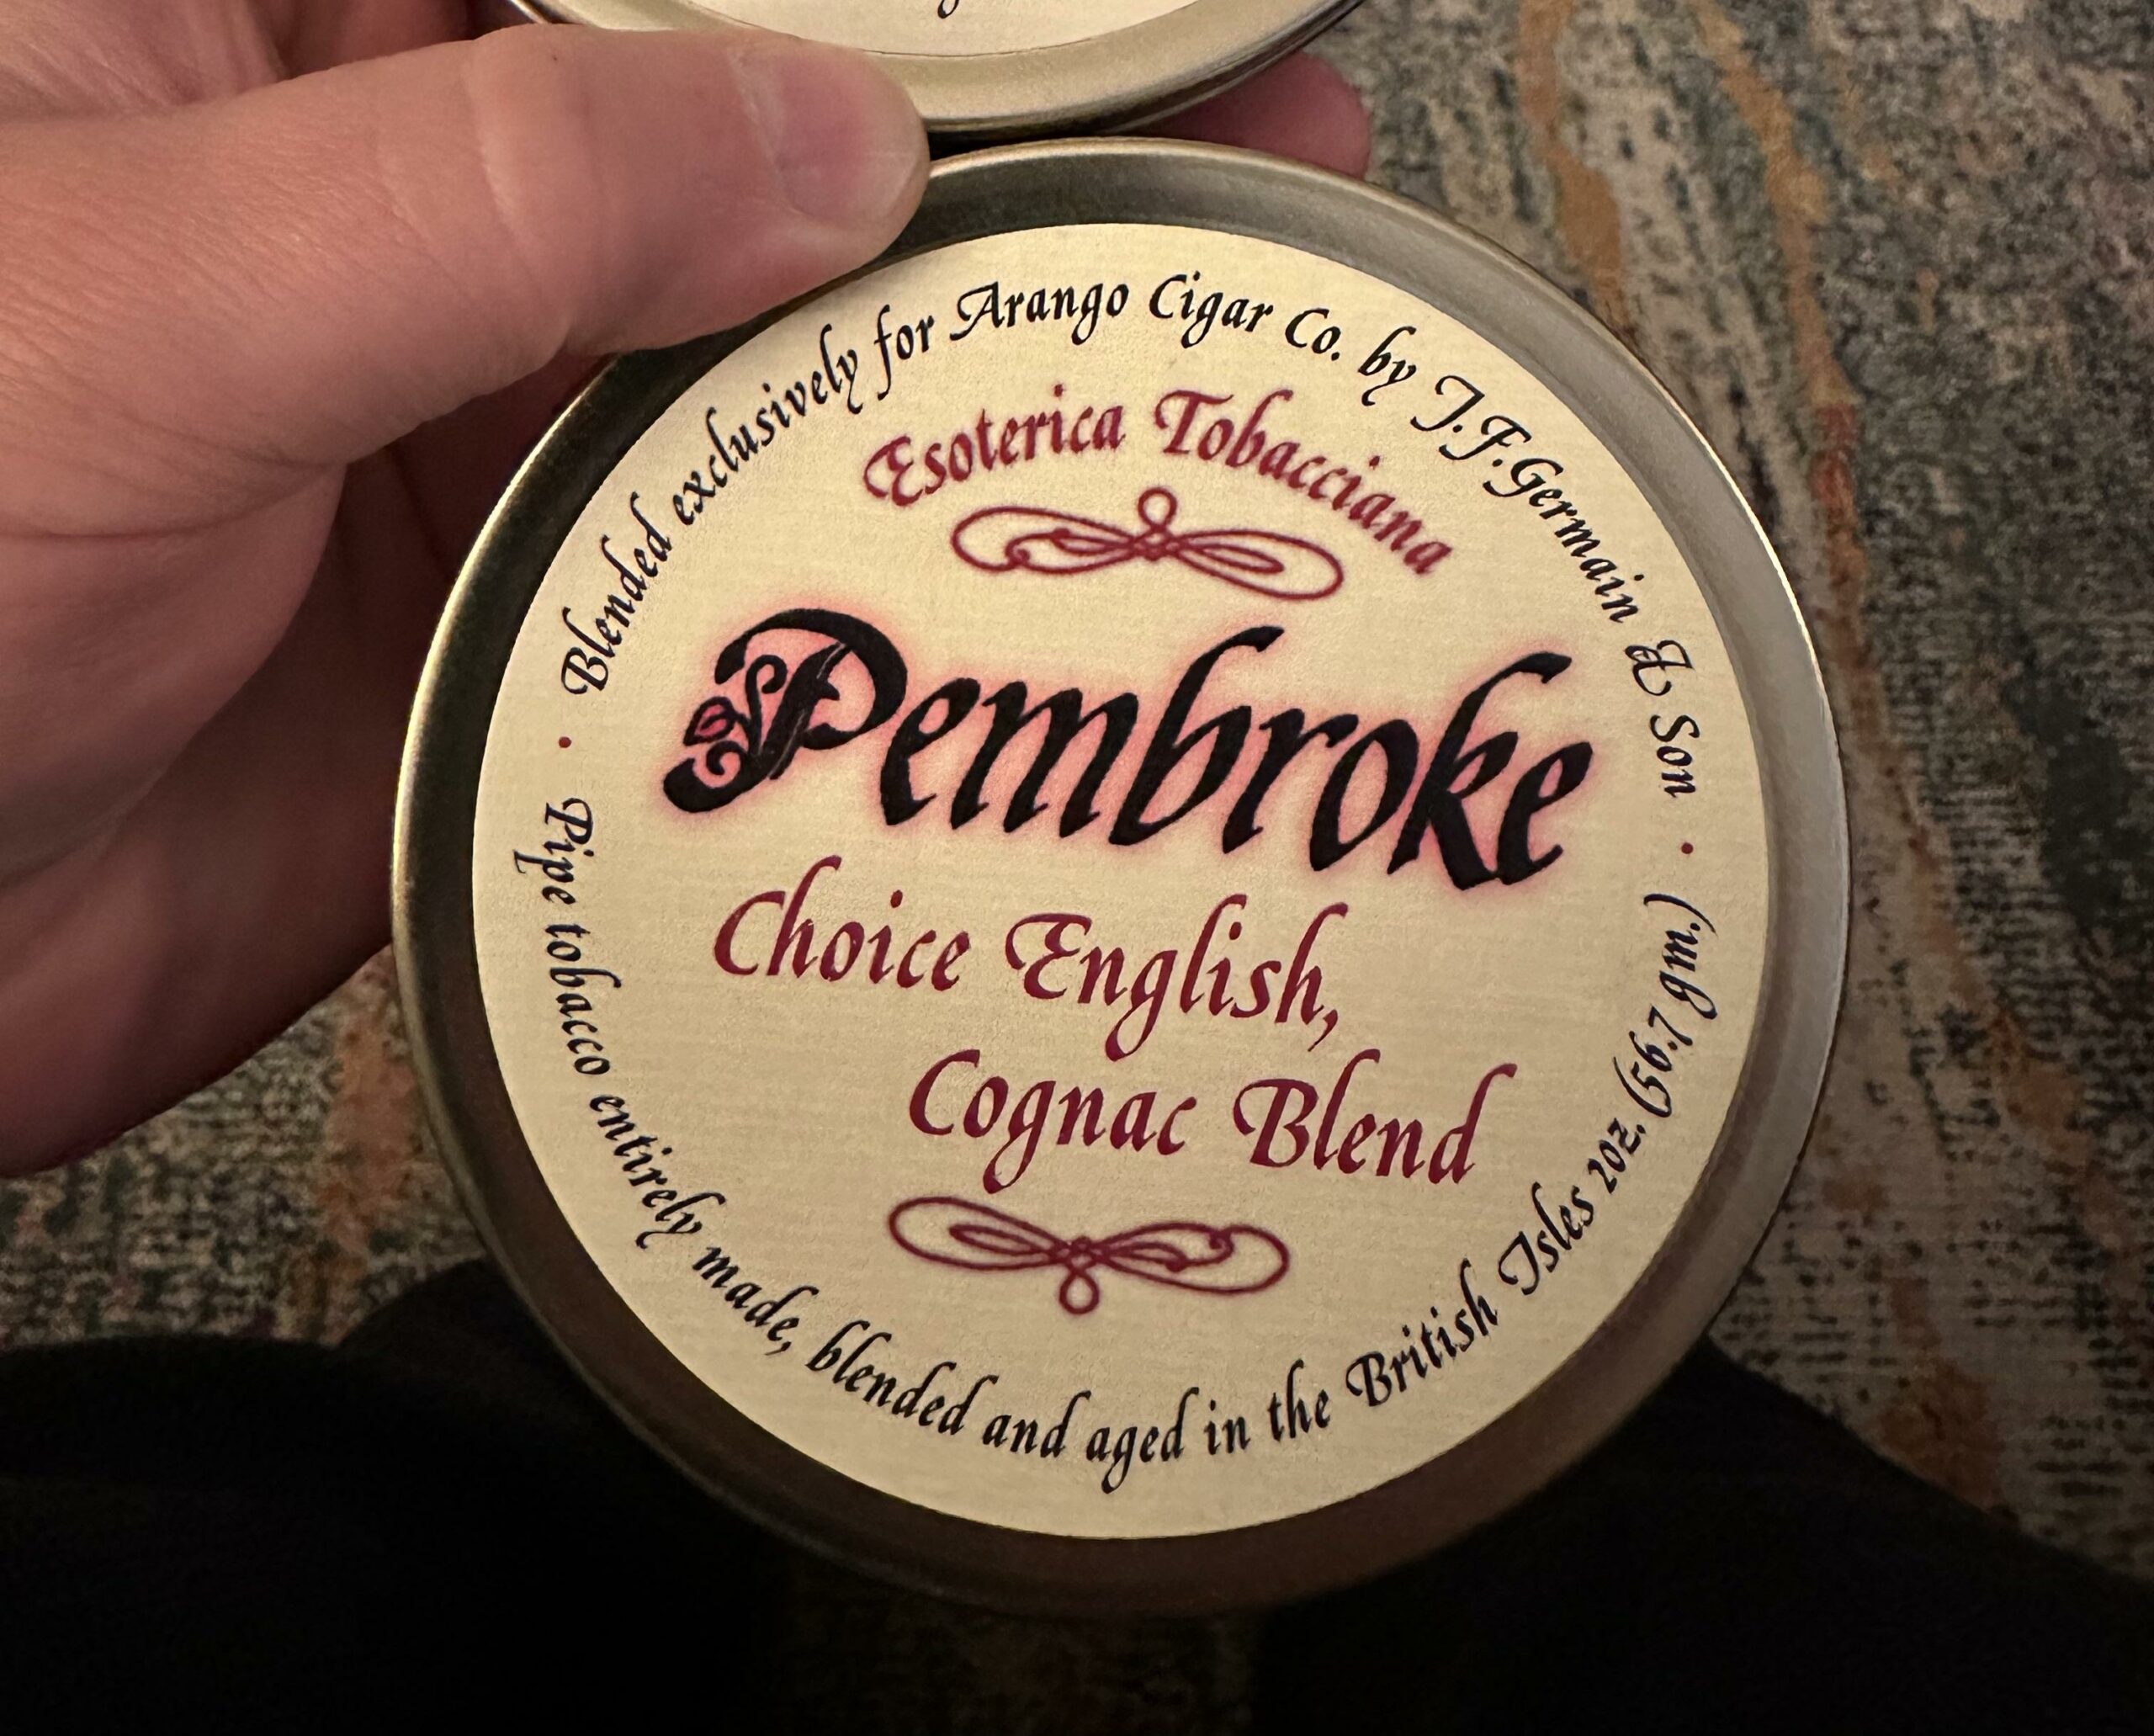 Blended exclusively for Arango Cigar Co. by J.F.Germain & Son
Esoterica Tobacciana
Pembroke
Choice English,
Cognac Blend
Pipe tobacco entirely made, blended and aged in the British Isles 2oz. (56.7 gm.)